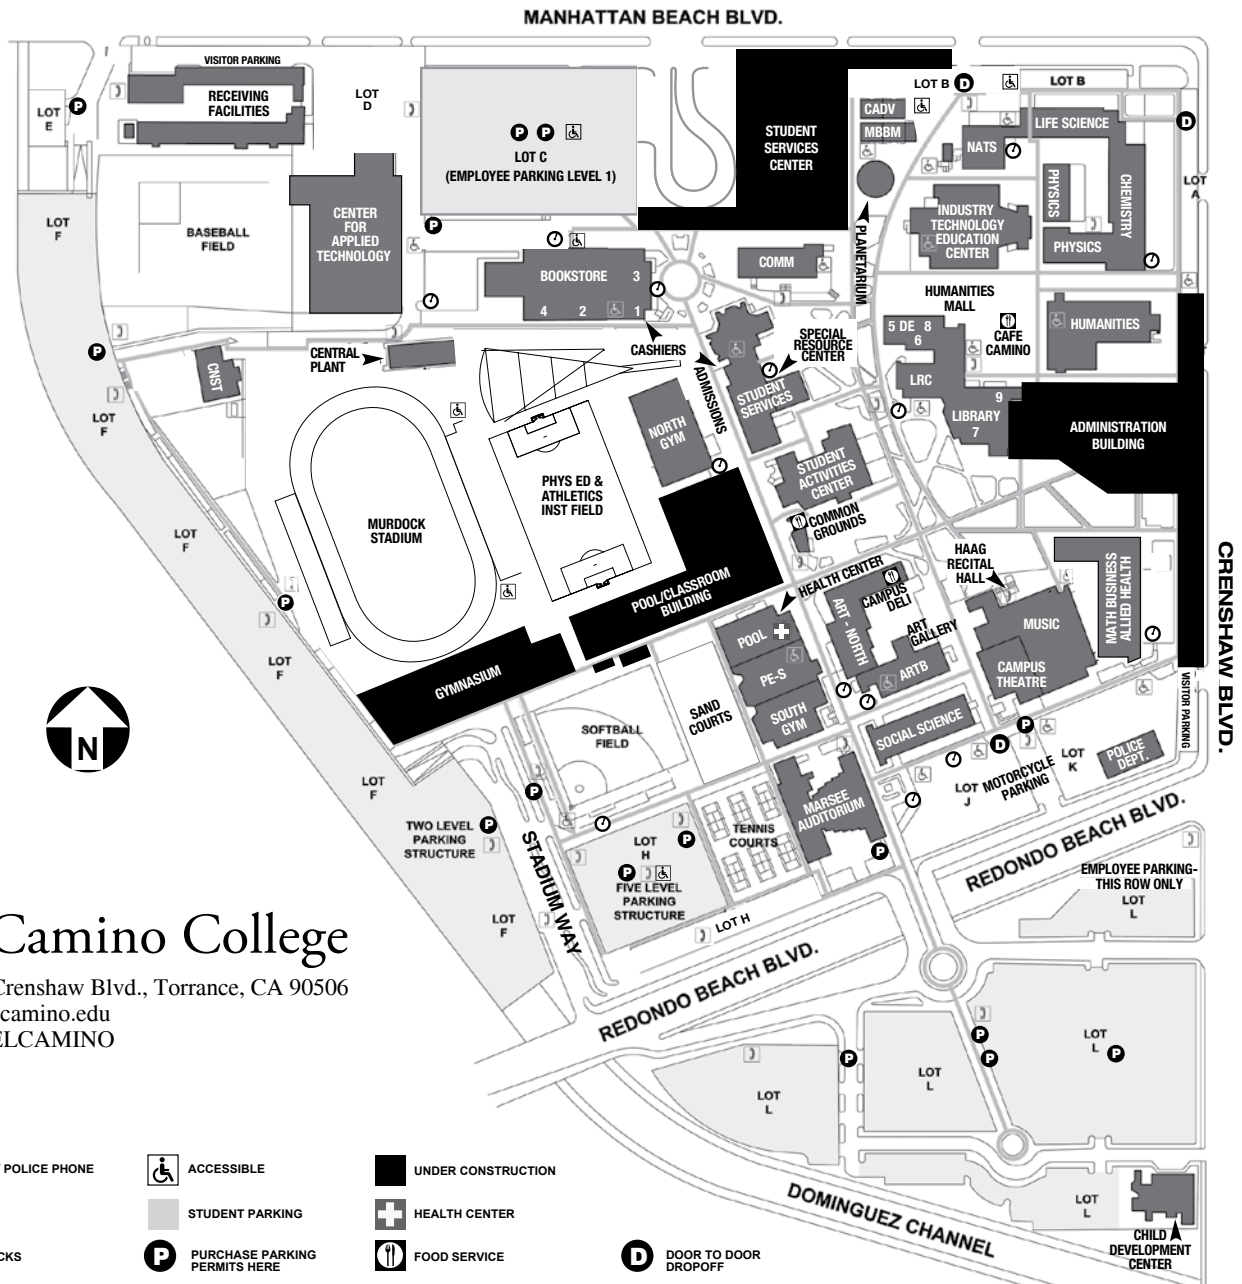 MANHATTAN BEACH BLVD.
VISITOR PARKING
RECEIVING
FACILITIES
LOT
E
LOT
D
LOT C
(EMPLOYEE PARKING LEVEL 1)
STUDENT
SERVICES
CENTER
LOT B
LOT B
CADV
MBBM
LIFE SCIENCE
NATS
LOT
A
PHYSICS
CHEMISTRY
PHYSICS
INDUSTRY
TECHNOLOGY
EDUCATION
CENTER
PLANETARIUM
LOT
F
BASEBALL
FIELD
CENTER
FOR
APPLIED
TECHNOLOGY
BOOKSTORE
3
4
2
1
COMM
HUMANITIES
MALL
CAFE
CAMINO
HUMANITIES
5 DE 8
6
LRC
9
LIBRARY
7
CASHIERS
ADMISSIONS
SPECIAL
RESOURCE
CENTER
STUDENT
SERVICES
CENTRAL
PLANT
CNST
LOT
F
NORTH
GYM
ADMINISTRATION
BUILDING
STUDENT
ACTIVITIES
CENTER
COMMON
GROUNDS
PHYS ED &
ATHLETICS
INST FIELD
MURDOCK
STADIUM
LOT
F
HAAG
RECITAL
HALL
HEALTH CENTER
CAMPUS
DELI
ART - NORTH
ART
GALLERY
ARTB
MATH BUSINESS
ALLIED HEALTH
MUSIC
CAMPUS
THEATRE
CRENSHAW BLVD.
VISITOR PARKING
POOL/CLASSROOM
BUILDING
GYMNASIUM
POOL
PE-S
SOUTH
GYM
LOT
F
N
SOFTBALL
FIELD
SAND
COURTS
SOCIAL SCIENCE
LOT
J
MOTORCYCLE
PARKING
LOT
K
POLICE
DEPT.
MARSEE
AUDITORIUM
LOT
F
TWO LEVEL
PARKING
STRUCTURE
STADIUM WAY
LOT
H
FIVE LEVEL
PARKING
STRUCTURE
TENNIS
COURTS
LOT H
LOT
F
REDONDO BEACH BLVD.
REDONDO BEACH BLVD.
EMPLOYEE PARKING-
THIS ROW ONLY
LOT
L
LOT
L
LOT
L
LOT
L
LOT
L
DOMINGUEZ CHANNEL
CHILD
DEVELOPMENT
CENTER
Camino College
Crenshaw Blvd., Torrance, CA 90506
camino.edu
ELCAMINO
POLICE PHONE
ACCESSIBLE
UNDER CONSTRUCTION
STUDENT PARKING
HEALTH CENTER
CKS
P PURCHASE PARKING
PERMITS HERE
FOOD SERVICE
D DOOR TO DOOR
DROPOFF